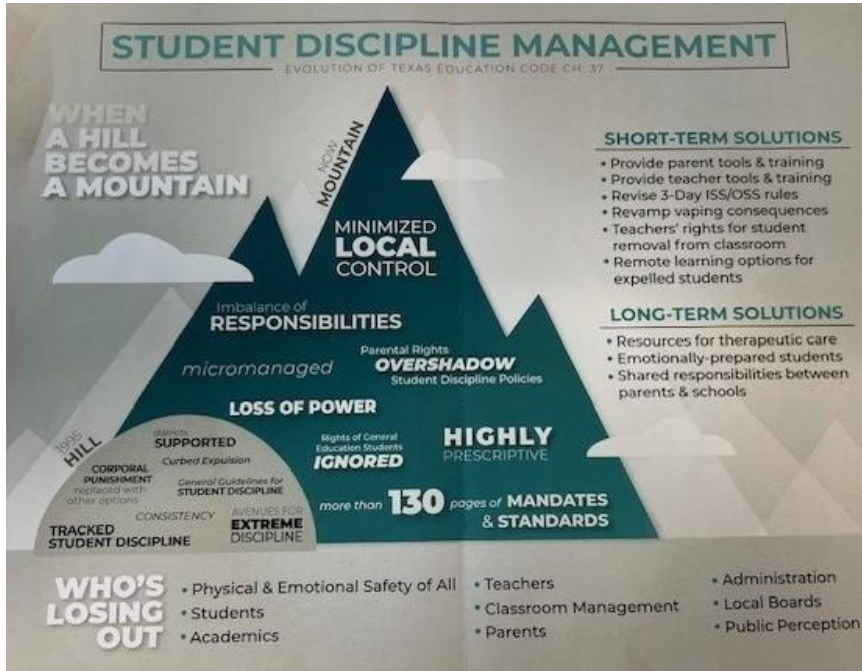 STUDENT DISCIPLINE MANAGEMENT
EVOLUTION OF TEXAS EDUCATION CODE CH. 37
WHEN
A HILL
BECOMES
A MOUNTAIN
NOW
MOUNTAIN
MINIMIZED
LOCAL
CONTROL
Imbalance of
RESPONSIBILITIES
micromanaged
Parental Rights
OVERSHADOW
Student Discipline Policies
LOSS OF POWER
Rights of General
Education Students
IGNORED
HIGHLY
PRESCRIPTIVE
more than 130 pages of MANDATES
& STANDARDS
1995
HILL
districts
SUPPORTED
Curbed Expulsion
CORPORAL
PUNISHMENT
replaced with
other options
General Guidelines for
STUDENT DISCIPLINE
CONSISTENCY
AVENUES FOR
EXTREME
DISCIPLINE
TRACKED
STUDENT DISCIPLINE
SHORT-TERM SOLUTIONS
• Provide parent tools & training
• Provide teacher tools & training
• Revise 3-Day ISS/OSS rules
• Revamp vaping consequences
• Teachers' rights for student
removal from classroom
• Remote learning options for
expelled students
LONG-TERM SOLUTIONS
• Resources for therapeutic care
• Emotionally-prepared students
• Shared responsibilities between
parents & schools
WHO'S
LOSING
OUT
• Physical & Emotional Safety of All
• Students
• Academics
• Teachers
• Classroom Management
• Parents
• Administration
• Local Boards
• Public Perception